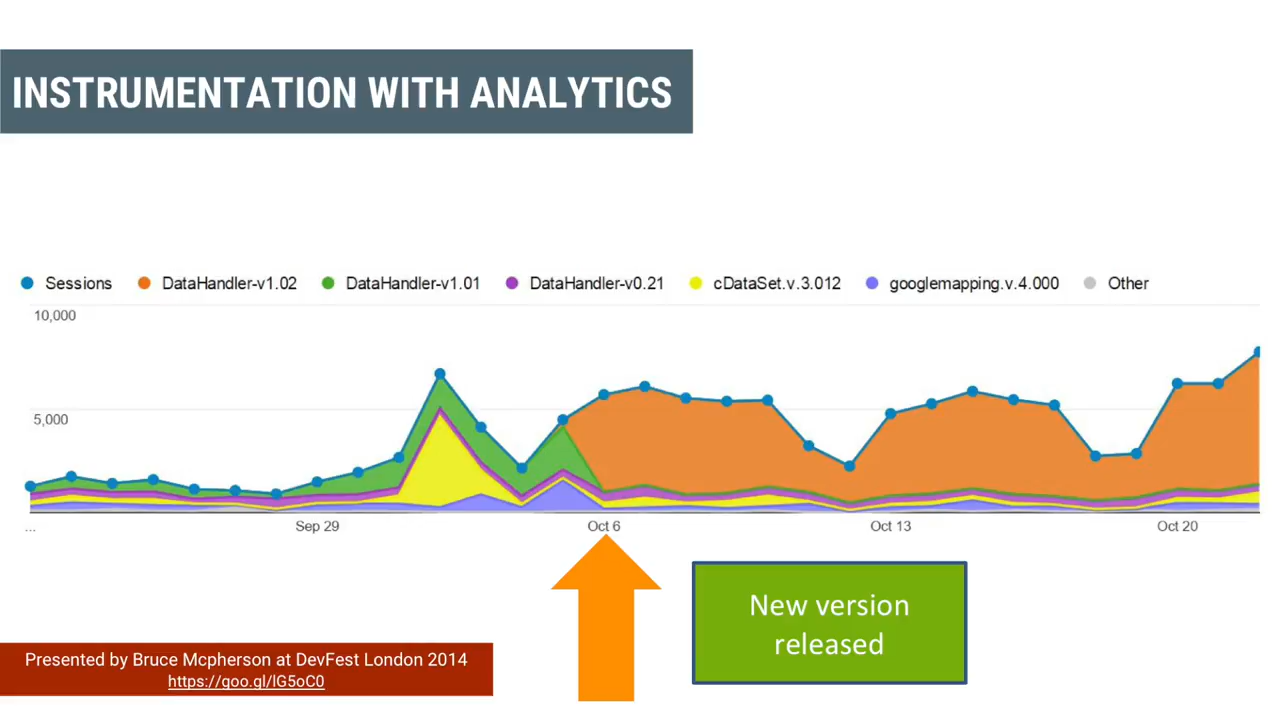 INSTRUMENTATION WITH ANALYTICS
Sessions DataHandler-v1.02 DataHandler-v1.01 DataHandler-v0.21 cDataSet.v.3.012 googlemapping.v.4.000 Other
10,000
5,000
... Sep 29 Oct 6 Oct 13 Oct 20
New version
released
Presented by Bruce Mcpherson at DevFest London 2014
https://goo.gl/lG5oC0